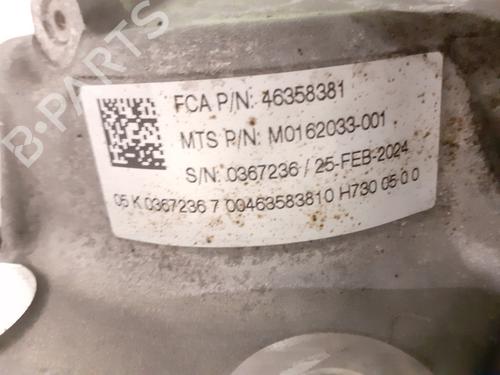 FCA P/N: 46358381
MTS P/N: M0162033-001
S/N: 0367236 / 25-FEB-2024
05 K 0367236 7 00463583810 H730 05 0 0
B-PARTS